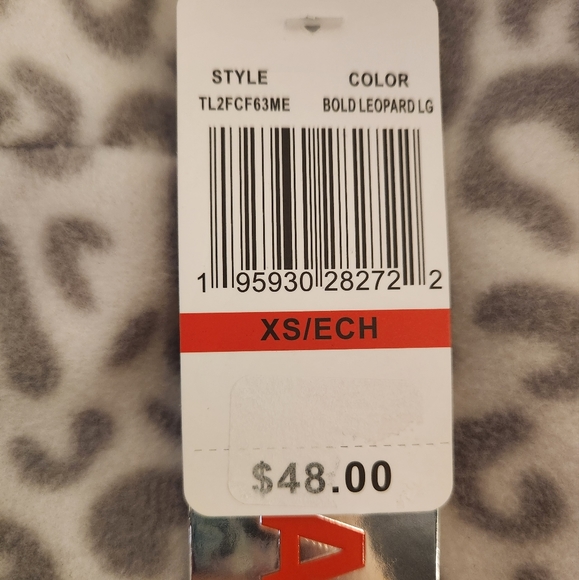 STYLE COLOR
TL2FCF63ME BOLD LEOPARD LG
1 95930 28272 2
XS/ECH
$48.00
A